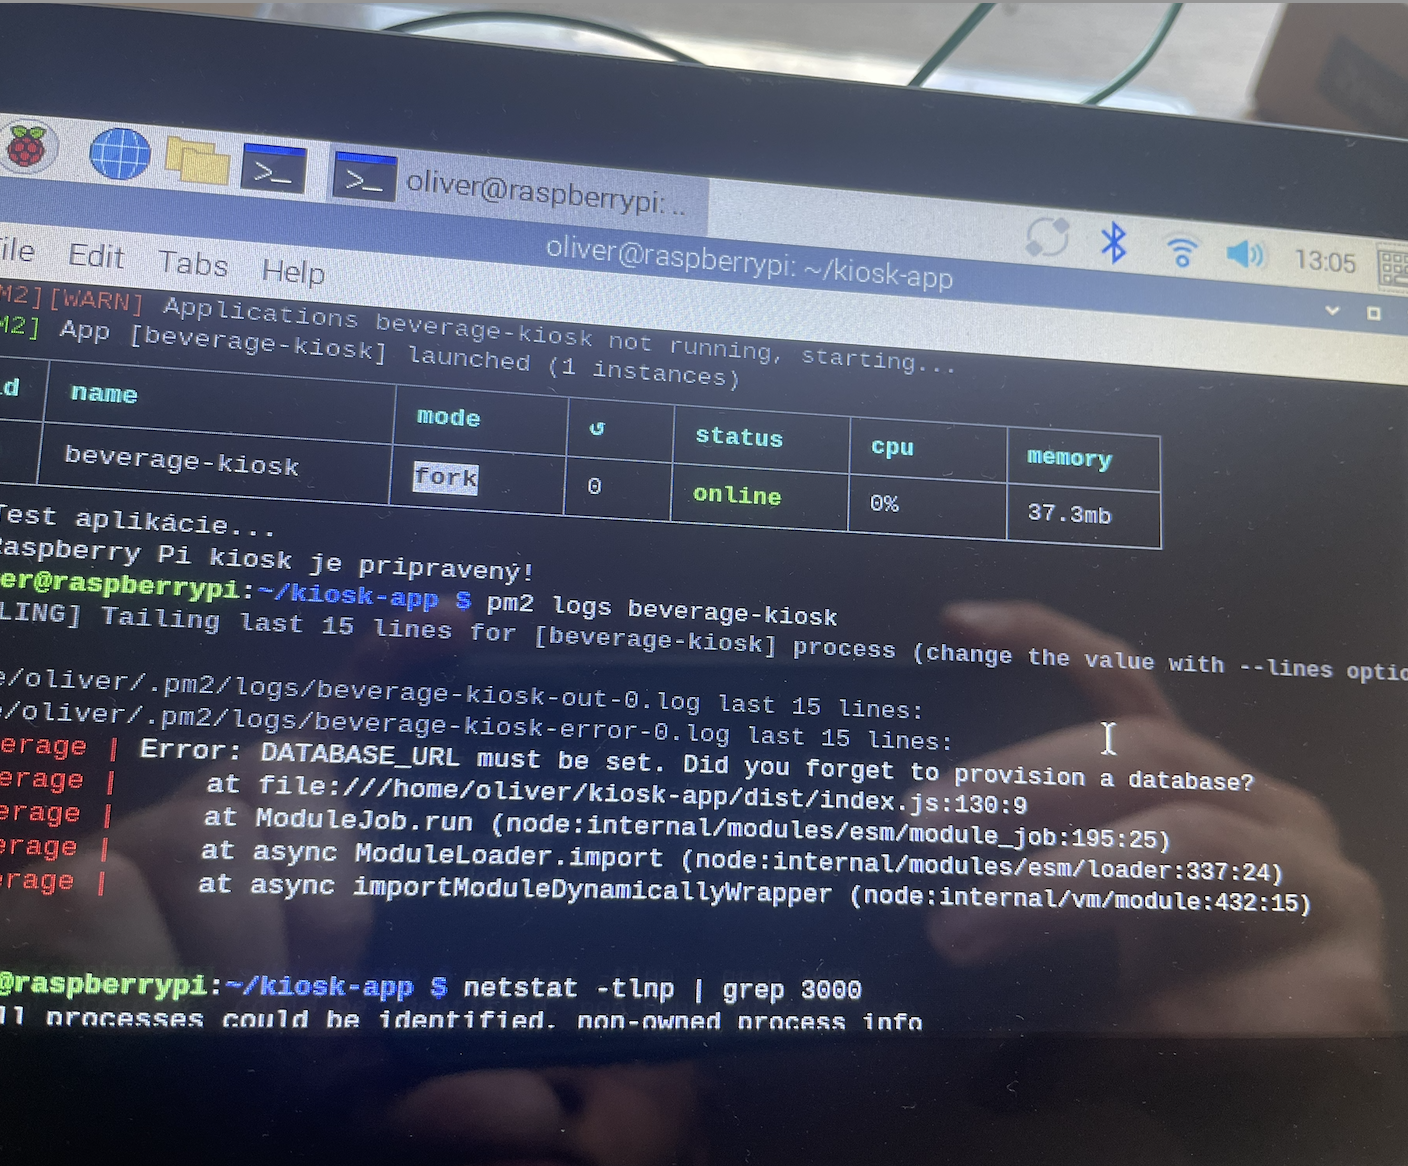 oliver@raspberrypi: ..
13:05
oliver@raspberrypi: ~/kiosk-app
ile Edit Tabs Help
M2][WARN] Applications beverage-kiosk not running, starting...
M2] App [beverage-kiosk] launched (1 instances)
id name mode ↺ status cpu memory
beverage-kiosk fork 0 online 0% 37.3mb
Test aplikácie...
Raspberry Pi kiosk je pripravený!
er@raspberrypi:~/kiosk-app $ pm2 logs beverage-kiosk
LING] Tailing last 15 lines for [beverage-kiosk] process (change the value with --lines optio
e/oliver/.pm2/logs/beverage-kiosk-out-0.log last 15 lines:
e/oliver/.pm2/logs/beverage-kiosk-error-0.log last 15 lines:
erage | Error: DATABASE_URL must be set. Did you forget to provision a database?
erage | at file:///home/oliver/kiosk-app/dist/index.js:130:9
erage | at ModuleJob.run (node:internal/modules/esm/module_job:195:25)
erage | at async ModuleLoader.import (node:internal/modules/esm/loader:337:24)
erage | at async importModuleDynamicallyWrapper (node:internal/vm/module:432:15)
@raspberrypi:~/kiosk-app $ netstat -tlnp | grep 3000
ll processes could be identified, non-owned process info